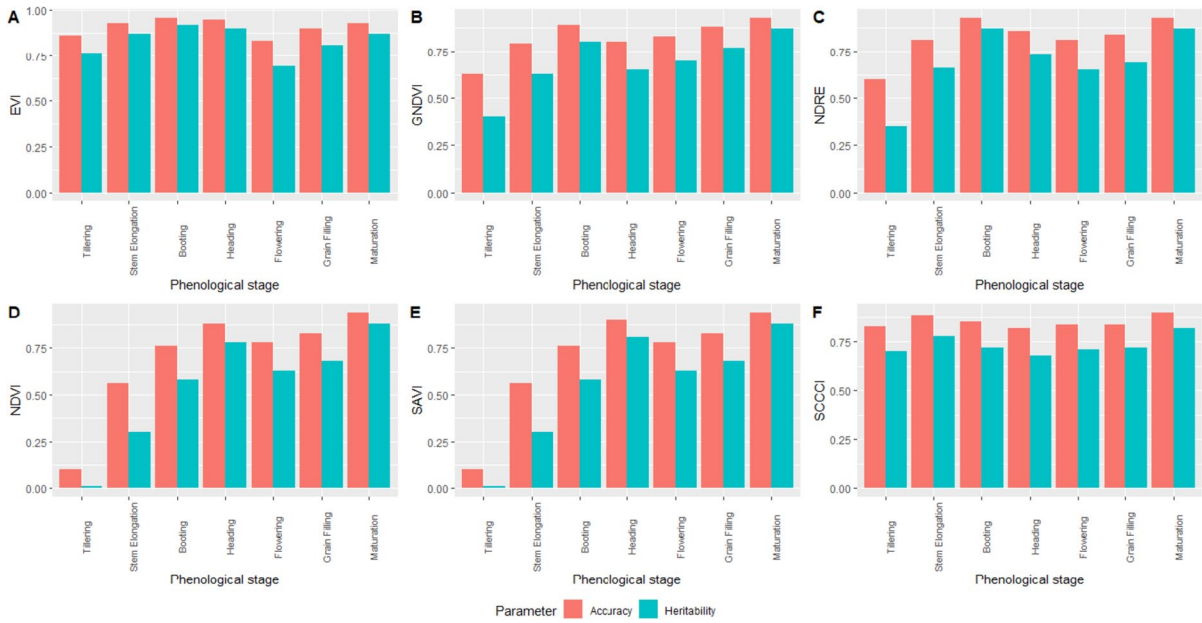 A
EVI
1.00
0.75
0.50
0.25
0.00
Tillering
Stem Elongation
Booting
Heading
Flowering
Grain Filling
Maturation
Phenological stage
B
GNDVI
0.75
0.50
0.25
0.00
Tillering
Stem Elongation
Booting
Heading
Flowering
Grain Filling
Maturation
Phenclogical stage
C
NDRE
0.75
0.50
0.25
0.00
Tillering
Stem Elongation
Booting
Heading
Flowering
Grain Filling
Maturation
Phenological stage
D
NDVI
0.75
0.50
0.25
0.00
Tillering
Stem Elongation
Booting
Heading
Flowering
Grain Filling
Maturation
Phenological stage
E
SAVI
0.75
0.50
0.25
0.00
Tillering
Stem Elongation
Booting
Heading
Flowering
Grain Filling
Maturation
Phenological stage
F
SCCCI
0.75
0.50
0.25
0.00
Tillering
Stem Elongation
Booting
Heading
Flowering
Grain Filling
Maturation
Phenological stage
Parameter Accuracy Heritability